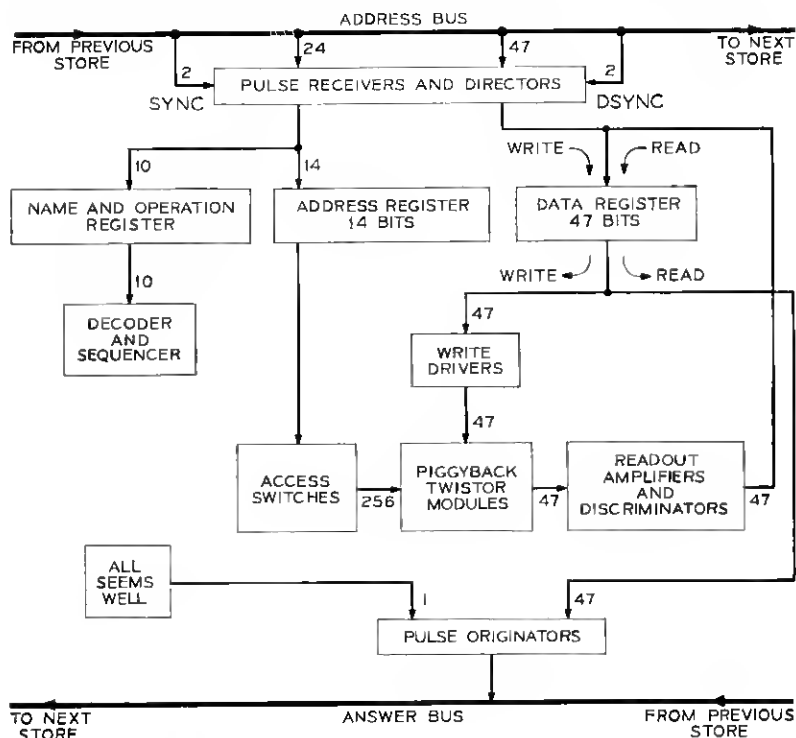 ADDRESS BUS
FROM PREVIOUS
STORE
TO NEXT
STORE
24
47
2
2
SYNC
PULSE RECEIVERS AND DIRECTORS
DSYNC
WRITE
READ
10
14
NAME AND OPERATION
REGISTER
ADDRESS REGISTER
14 BITS
DATA REGISTER
47 BITS
WRITE
READ
10
DECODER
AND
SEQUENCER
47
WRITE
DRIVERS
47
ACCESS
SWITCHES
256
PIGGYBACK
TWISTOR
MODULES
47
READOUT
AMPLIFIERS
AND
DISCRIMINATORS
47
ALL
SEEMS
WELL
1
47
PULSE ORIGINATORS
TO NEXT
STORE
ANSWER BUS
FROM PREVIOUS
STORE